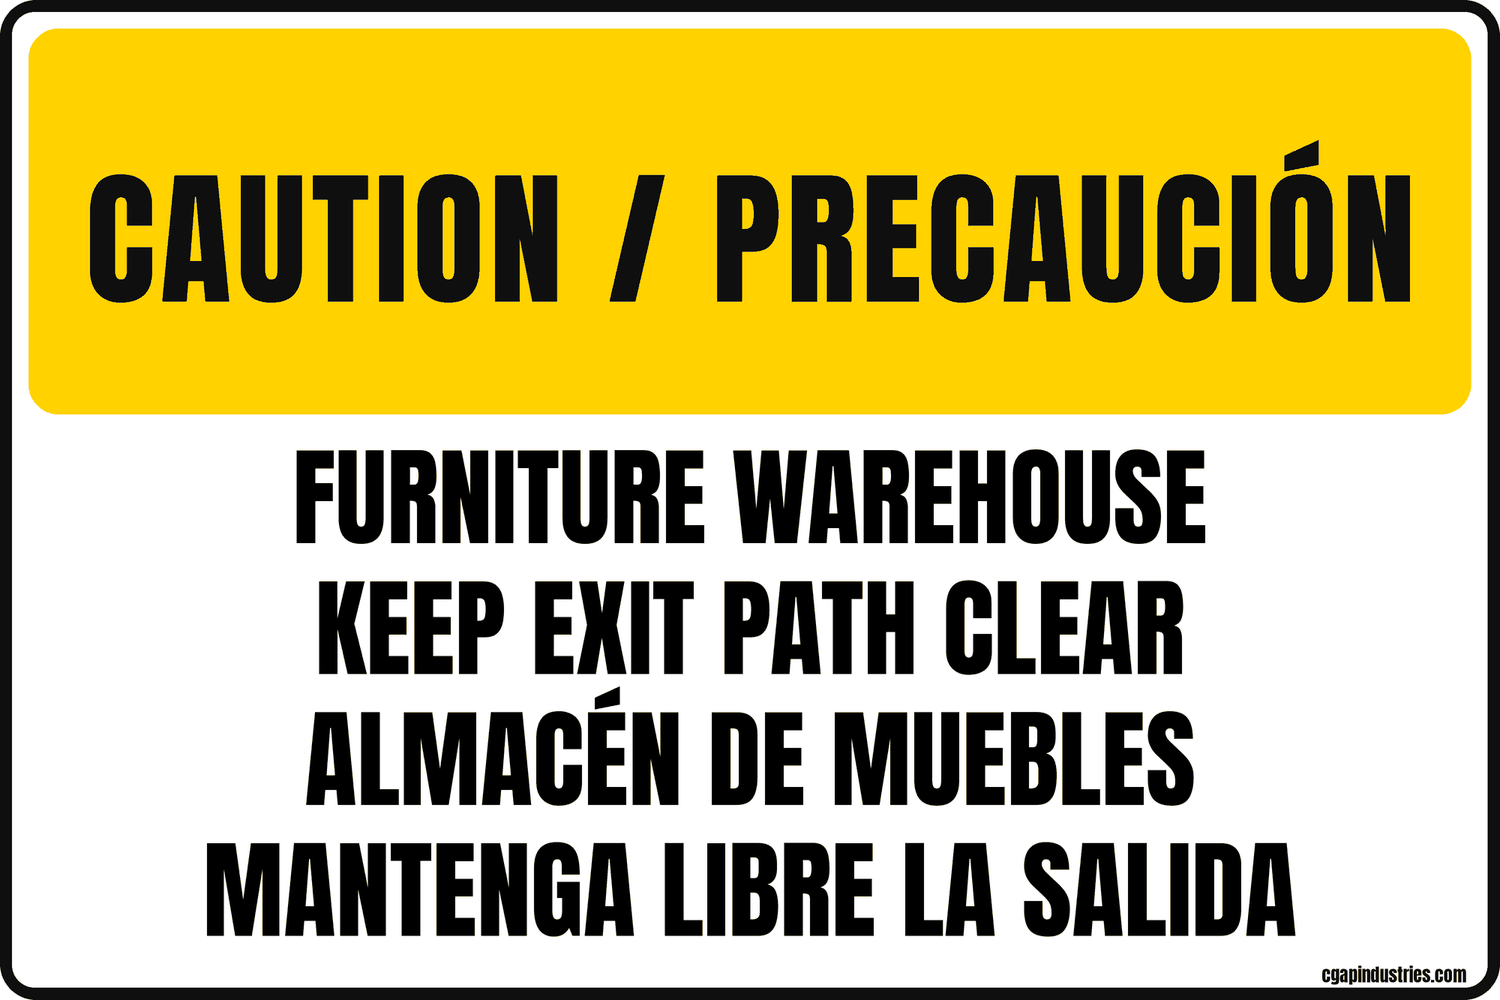 CAUTION / PRECAUCIÓN
FURNITURE WAREHOUSE
KEEP EXIT PATH CLEAR
ALMACÉN DE MUEBLES
MANTENGA LIBRE LA SALIDA
cgapindustries.com